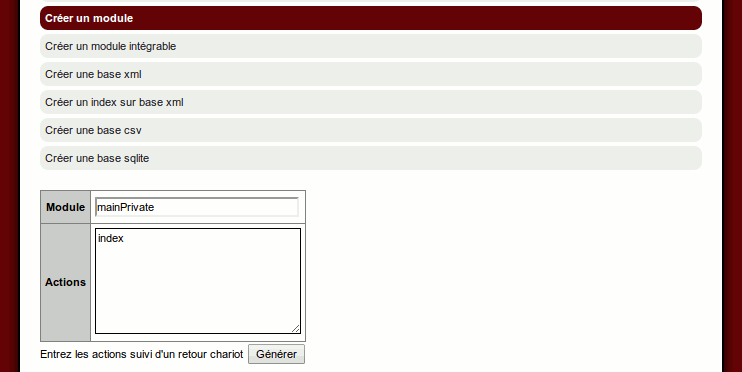 Créer un module
Créer un module intégrable
Créer une base xml
Créer un index sur base xml
Créer une base csv
Créer une base sqlite
Module mainPrivate
index
Actions
Entrez les actions suivi d'un retour chariot Générer